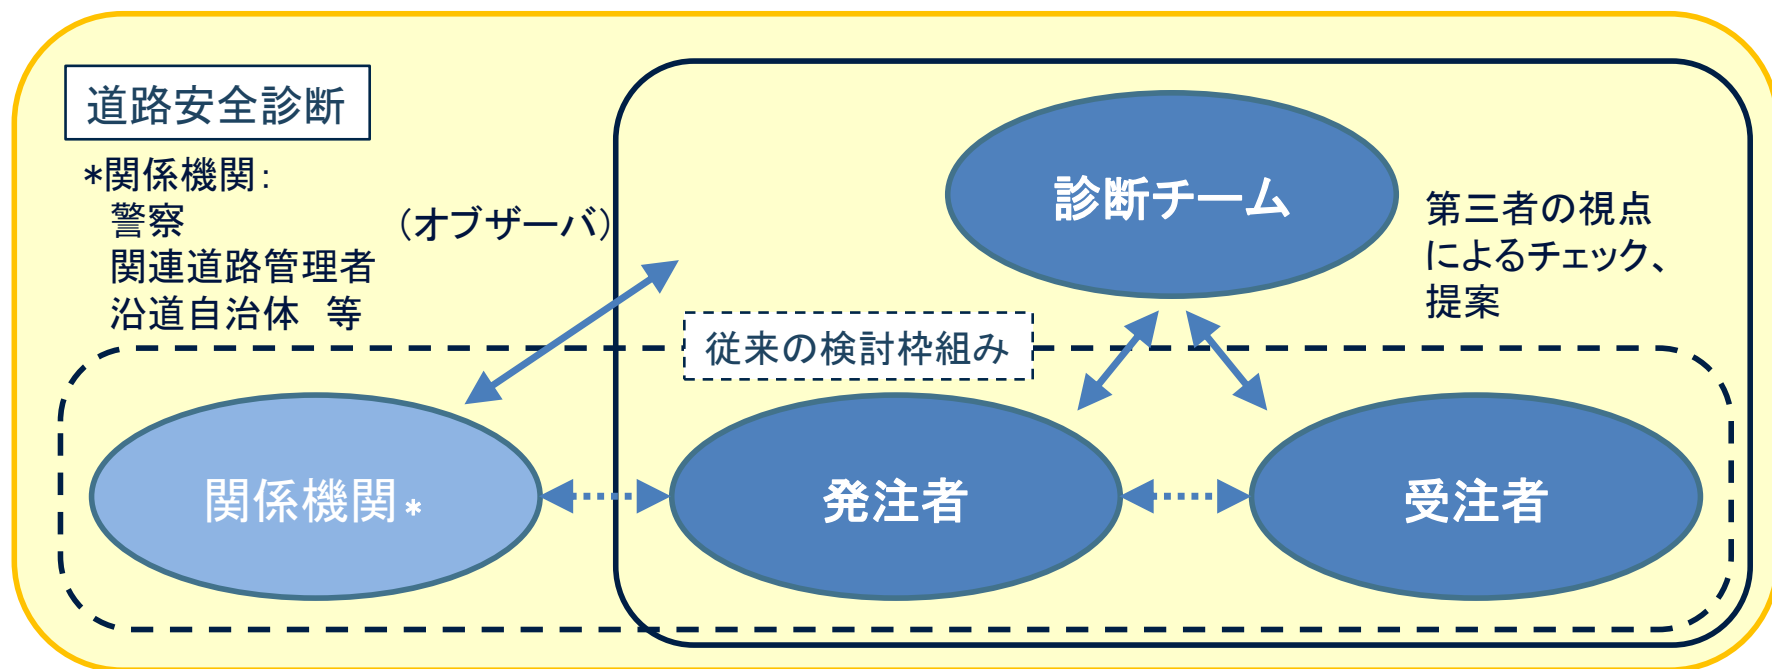 道路安全診断
*関係機関:
警察
関連道路管理者
沿道自治体　等
(オブザーバ)
診断チーム
第三者の視点
によるチェック、
提案
従来の検討枠組み
関係機関*
発注者
受注者